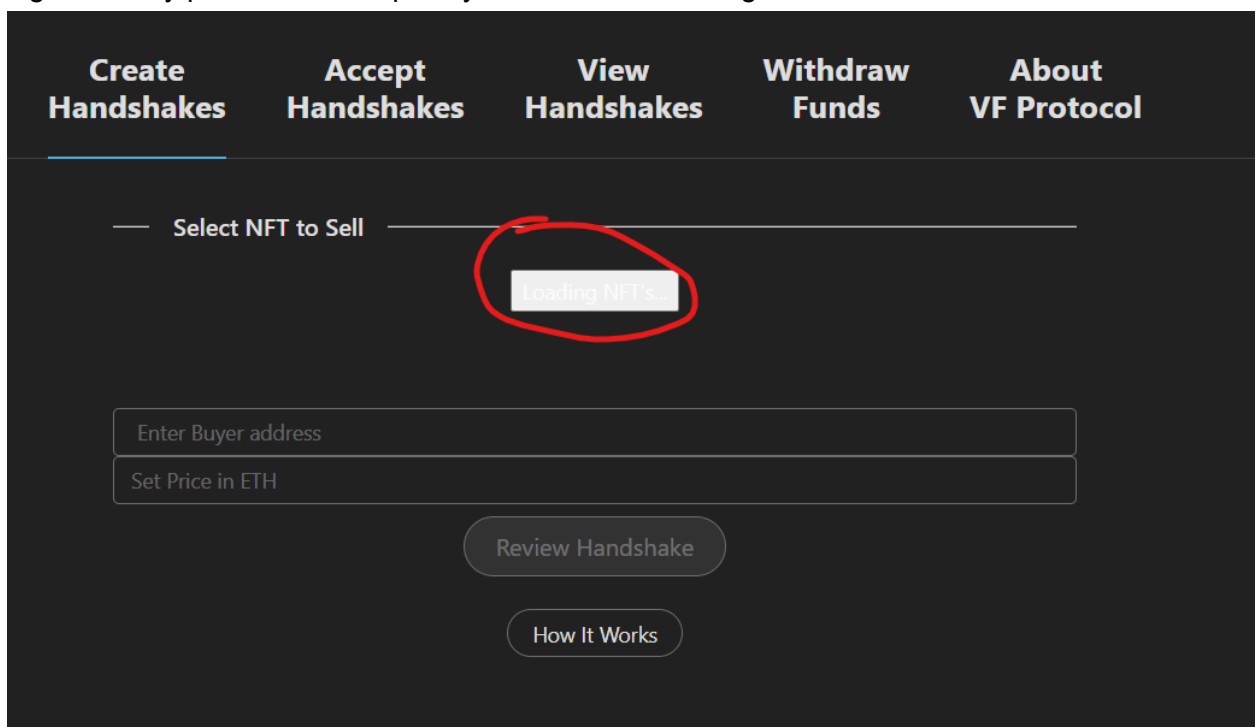 Create Handshakes
Accept Handshakes
View Handshakes
Withdraw Funds
About VF Protocol
Select NFT to Sell
Loading NFT's...
Enter Buyer address
Set Price in ETH
Review Handshake
How It Works